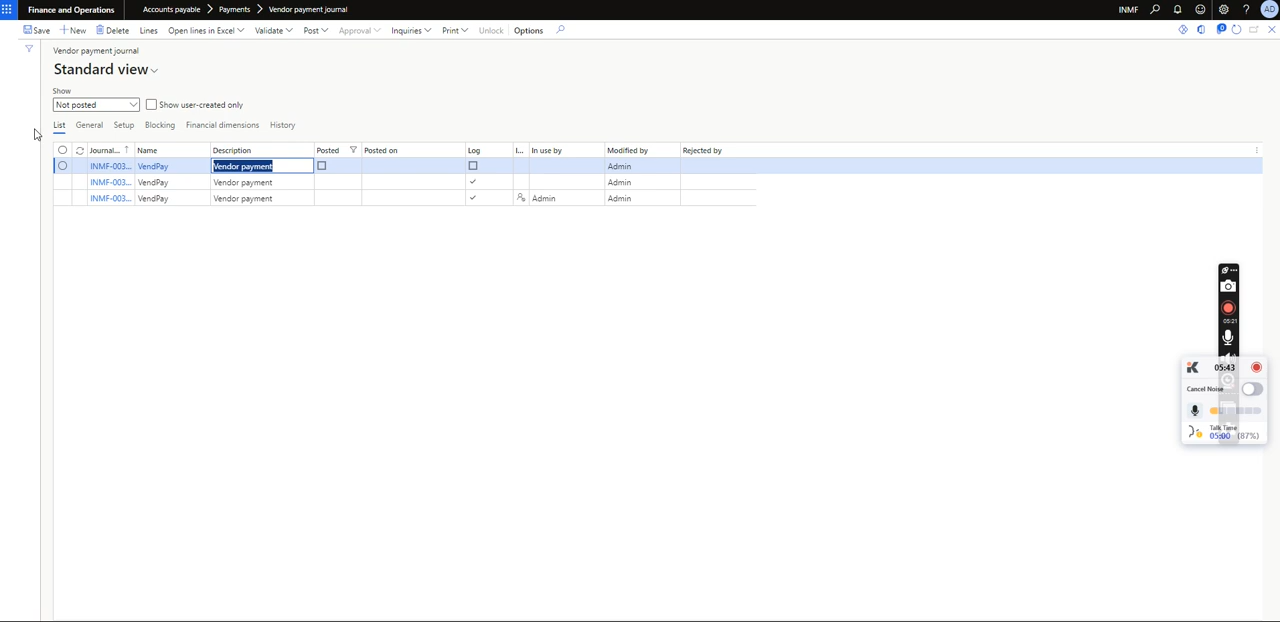 Finance and Operations Accounts payable Payments Vendor payment journal INMF ? AD
Save New Delete Lines Open lines in Excel Validate Post Approval Inquiries Print Unlock Options 0
Vendor payment journal
Standard view
Show
Not posted Show user-created only
List General Setup Blocking Financial dimensions History
Journal... Name Description Posted Posted on Log I... In use by Modified by Rejected by
INMF-003... VendPay Vendor payment Admin
INMF-003... VendPay Vendor payment Admin
INMF-003... VendPay Vendor payment Admin Admin
05:21
05:43
Cancel Noise
Talk Time
05:00 (87%)